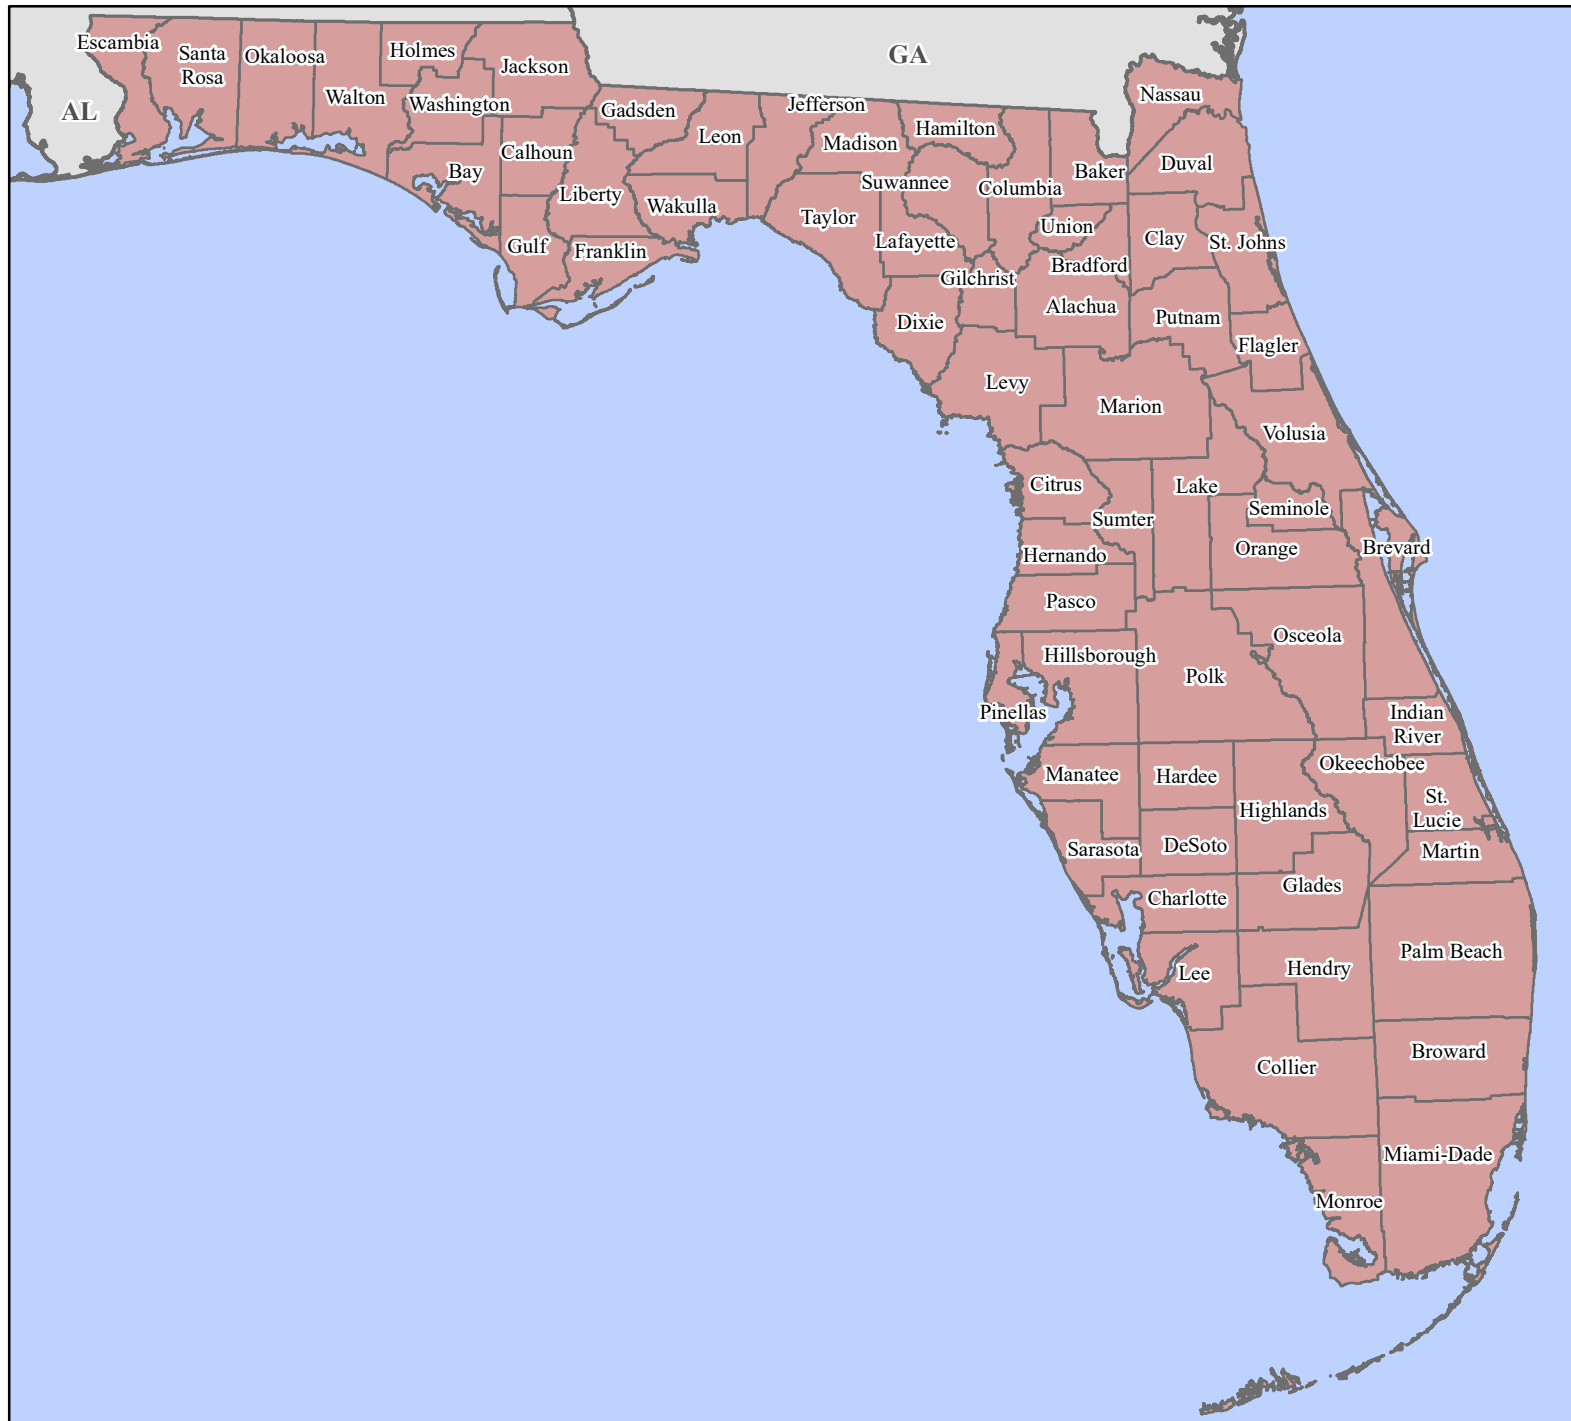 Escambia
Santa
Rosa
Okaloosa
Holmes
Jackson
GA
AL
Walton
Washington
Gadsden
Jefferson
Nassau
Leon
Madison
Hamilton
Calhoun
Bay
Duval
Baker
Suwannee
Columbia
Liberty
Wakulla
Taylor
Union
Clay
St. Johns
Gulf
Franklin
Lafayette
Bradford
Gilchrist
Alachua
Putnam
Dixie
Flagler
Levy
Marion
Volusia
Citrus
Lake
Seminole
Sumter
Orange
Brevard
Hernando
Pasco
Osceola
Hillsborough
Polk
Pinellas
Indian
River
Okeechobee
Manatee
Hardee
Highlands
St.
Lucie
Sarasota
DeSoto
Martin
Glades
Charlotte
Palm Beach
Lee
Hendry
Broward
Collier
Miami-Dade
Monroe